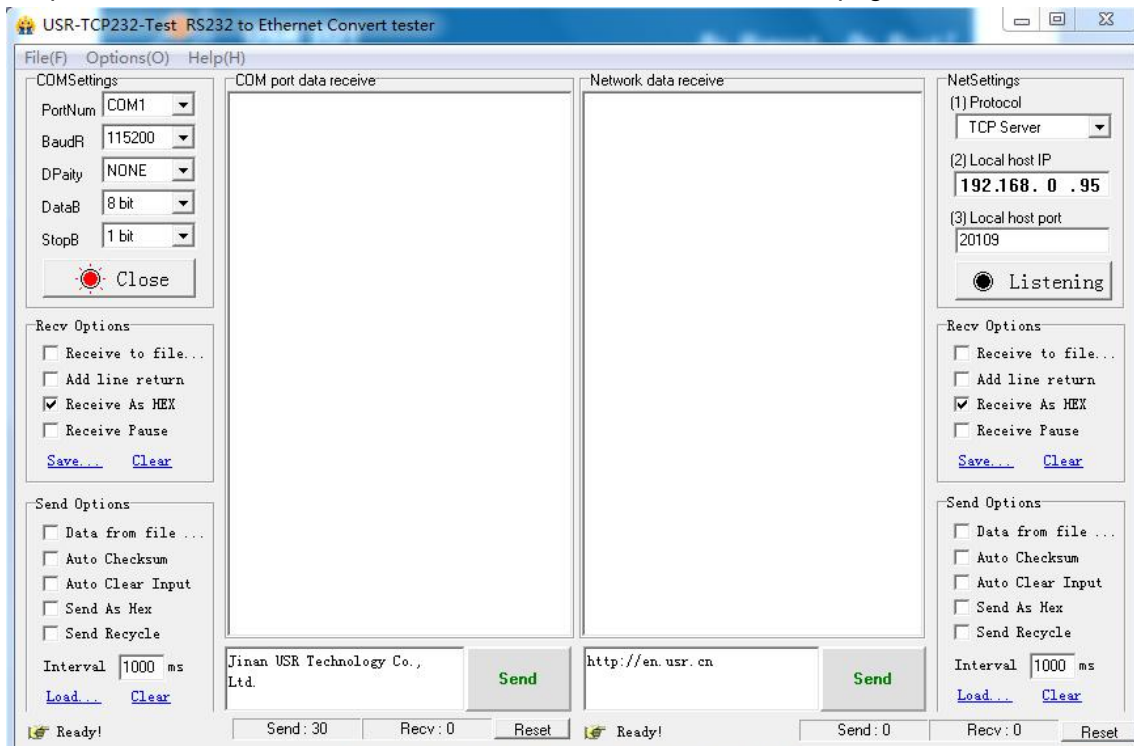 USR-TCP232-Test RS232 to Ethernet Convert tester
File(F) Options(O) Help(H)
COMSettings
PortNum COM1
BaudR 115200
DPaity NONE
DataB 8 bit
StopB 1 bit
Close
Recv Options
Receive to file...
Add line return
Receive As HEX
Receive Pause
Save... Clear
Send Options
Data from file ...
Auto Checksum
Auto Clear Input
Send As Hex
Send Recycle
Interval 1000 ms
Load... Clear
COM port data receive
Jinan USR Technology Co.,
Ltd.
Send
Network data receive
http://en.usr.cn
Send
NetSettings
(1) Protocol
TCP Server
(2) Local host IP
192.168. 0 .95
(3) Local host port
20109
Listening
Recv Options
Receive to file...
Add line return
Receive As HEX
Receive Pause
Save... Clear
Send Options
Data from file ...
Auto Checksum
Auto Clear Input
Send As Hex
Send Recycle
Interval 1000 ms
Load... Clear
Ready! Send : 30 Recv : 0 Reset Ready! Send : 0 Recv : 0 Reset